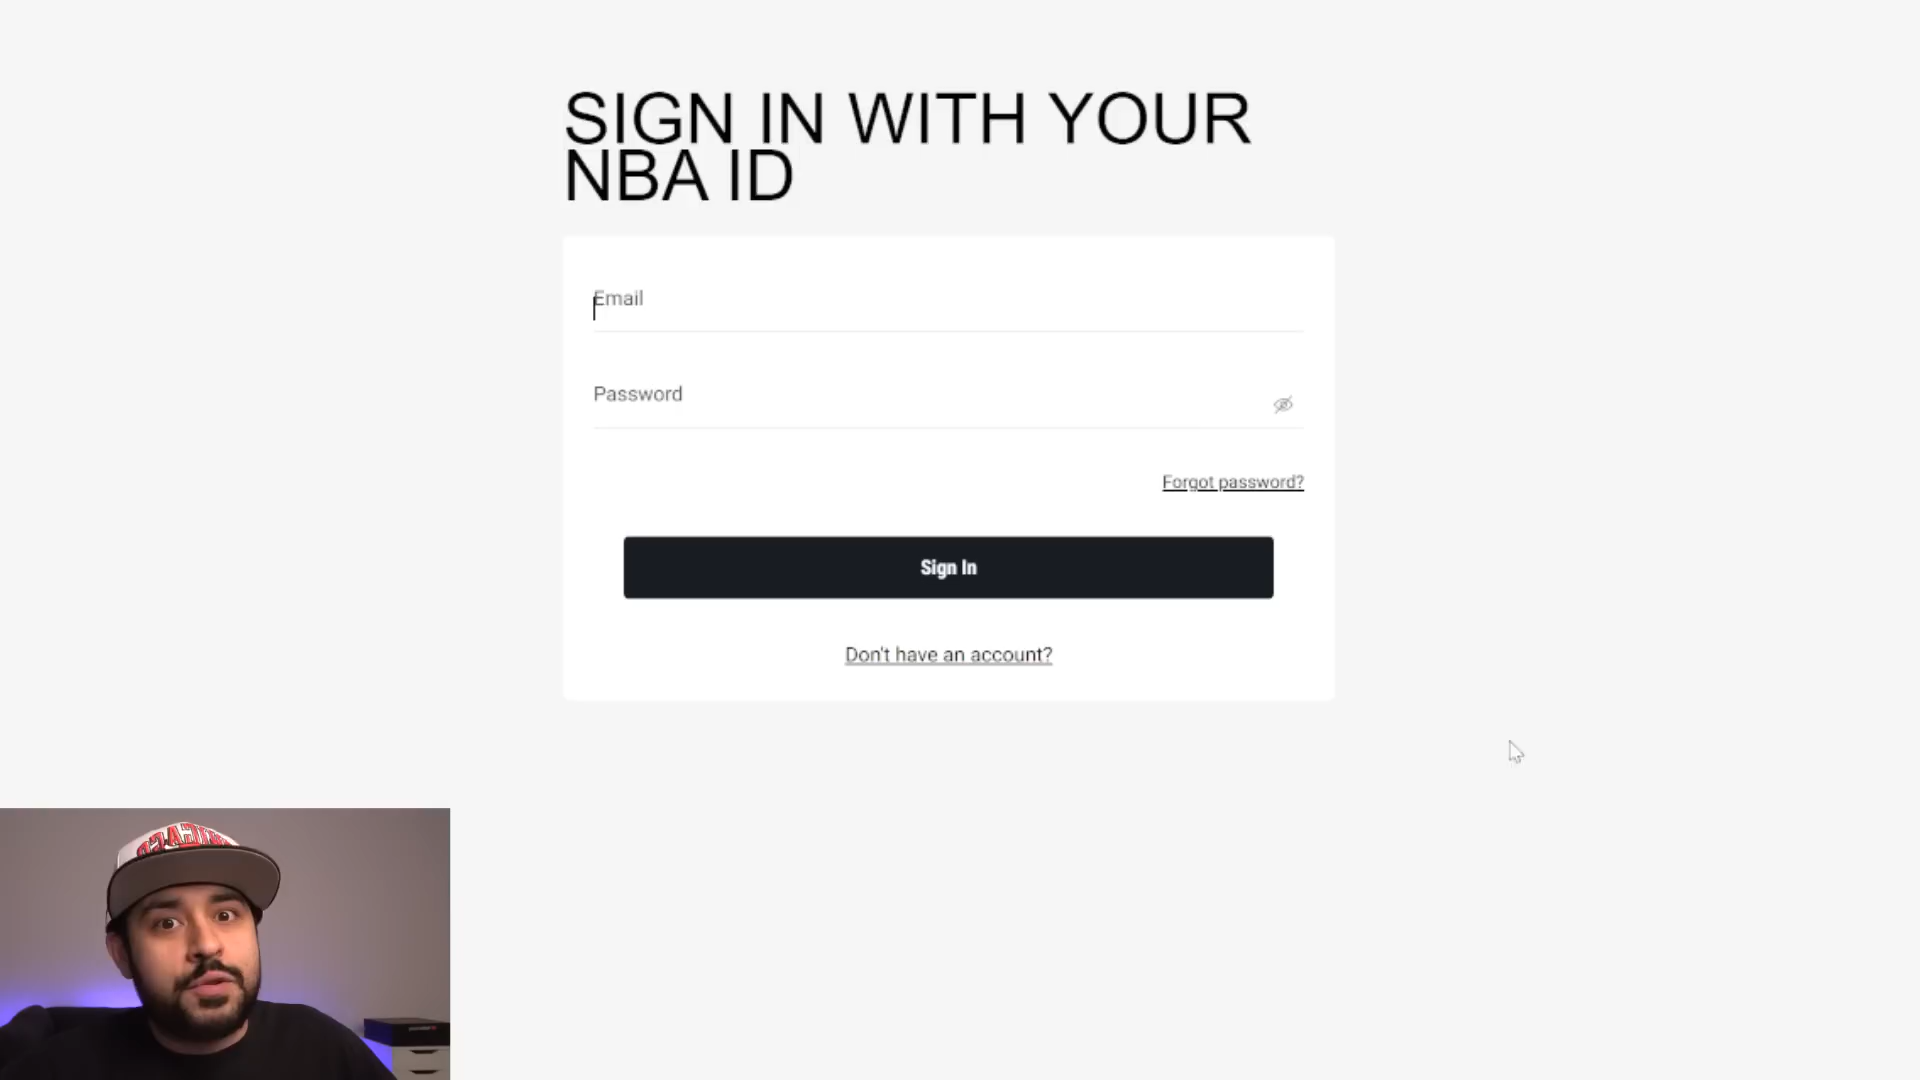 SIGN IN WITH YOUR
NBA ID
Email
Password
Forgot password?
Sign In
Don't have an account?